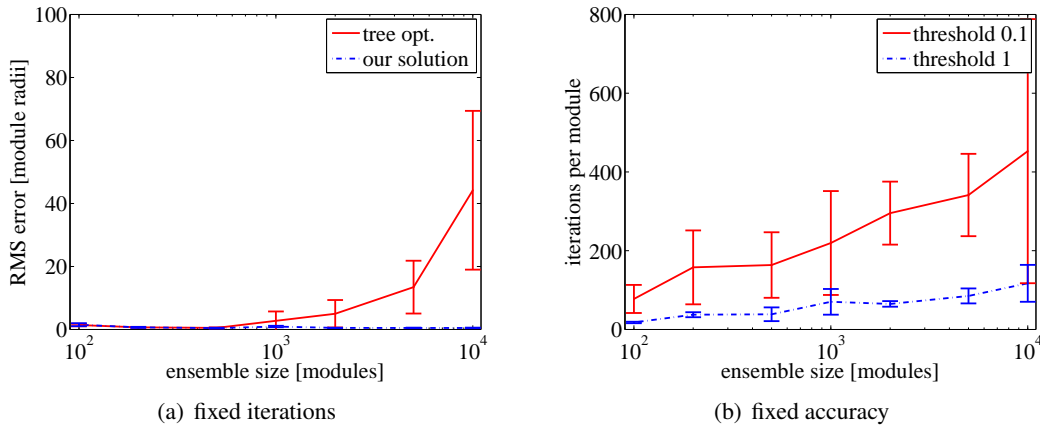 100
80
60
40
20
0
RMS error [module radii]
tree opt.
our solution
10^2
10^3
10^4
ensemble size [modules]
(a) fixed iterations
800
600
400
200
0
iterations per module
threshold 0.1
threshold 1
10^2
10^3
10^4
ensemble size [modules]
(b) fixed accuracy